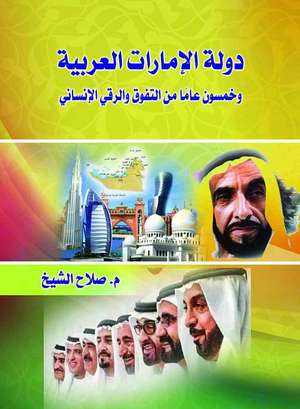 دولة الإمارات العربية
وخمسون عاما من التفوق والرقي الإنساني
م. صلاح الشيخ